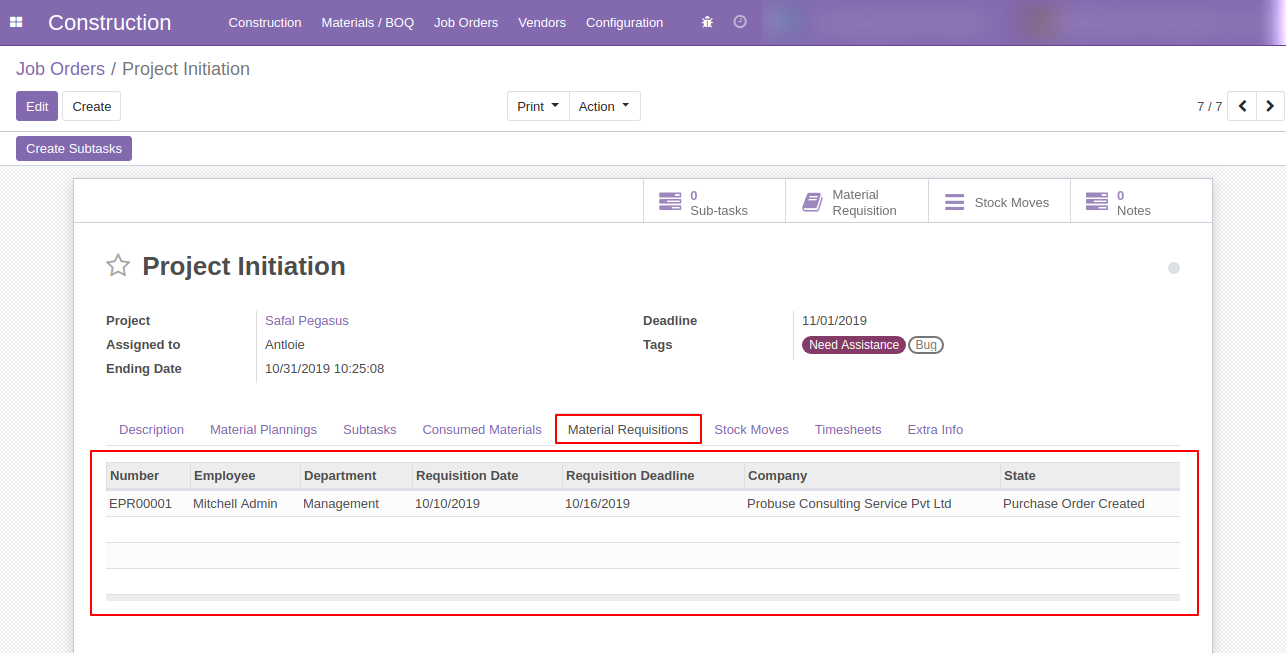 Construction Construction Materials / BOQ Job Orders Vendors Configuration
Job Orders / Project Initiation
Edit Create Print Action 7 / 7
Create Subtasks
0 Sub-tasks
Material Requisition
Stock Moves
0 Notes
Project Initiation
Project Safal Pegasus Deadline 11/01/2019
Assigned to Antloie Tags Need Assistance Bug
Ending Date 10/31/2019 10:25:08
Description Material Plannings Subtasks Consumed Materials Material Requisitions Stock Moves Timesheets Extra Info
Number Employee Department Requisition Date Requisition Deadline Company State
EPR00001 Mitchell Admin Management 10/10/2019 10/16/2019 Probuse Consulting Service Pvt Ltd Purchase Order Created